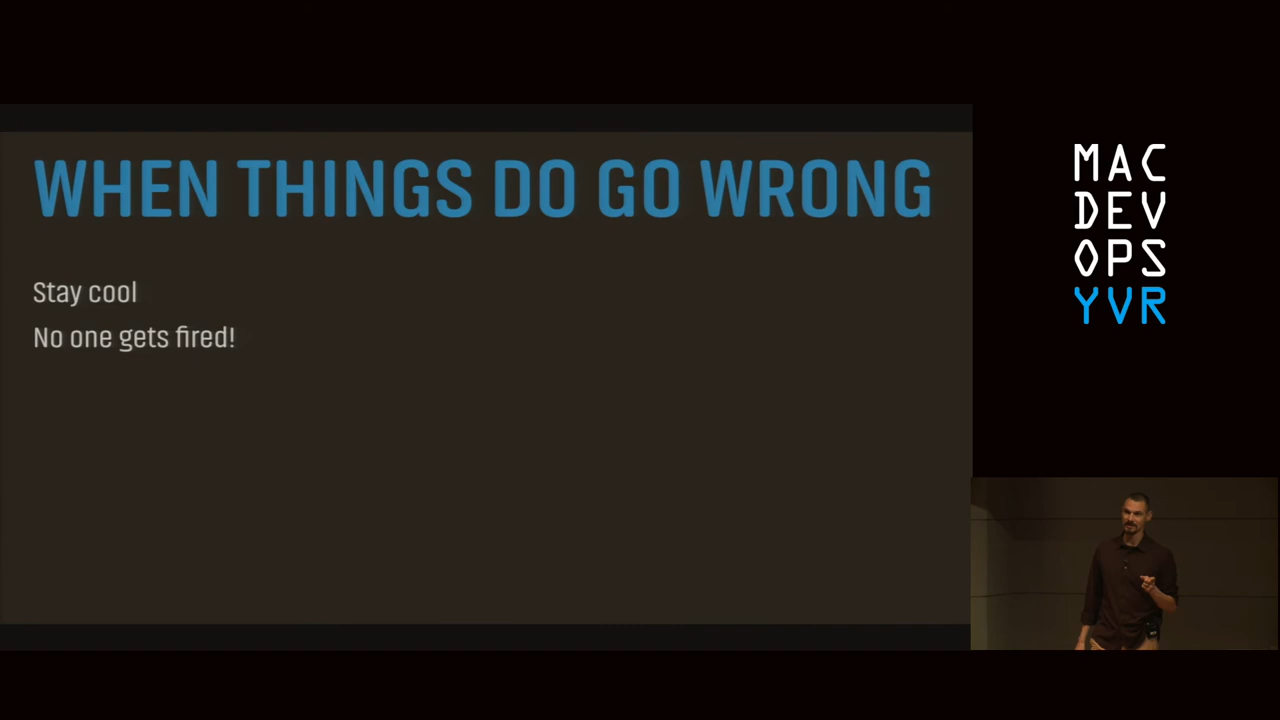 WHEN THINGS DO GO WRONG
Stay cool
No one gets fired!
MAC
DEV
OPS
YVR